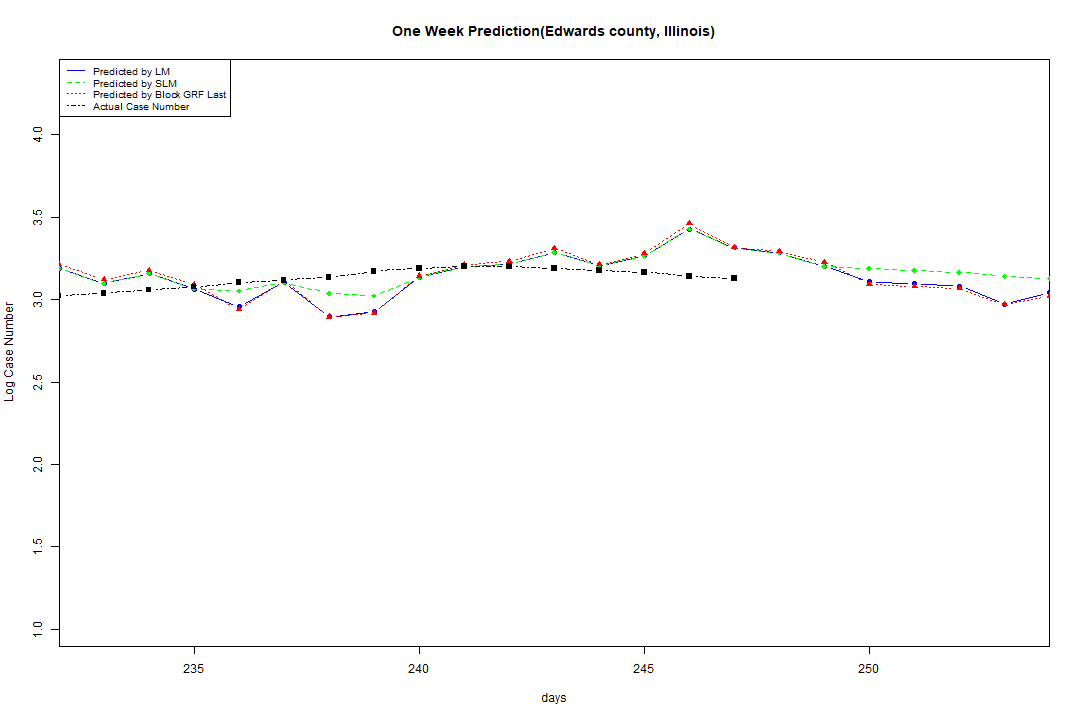 One Week Prediction(Edwards county, Illinois)
Predicted by LM
Predicted by SLM
Predicted by Block GRF Last
Actual Case Number
Log Case Number
4.0
3.5
3.0
2.5
2.0
1.5
1.0
235 240 245 250
days